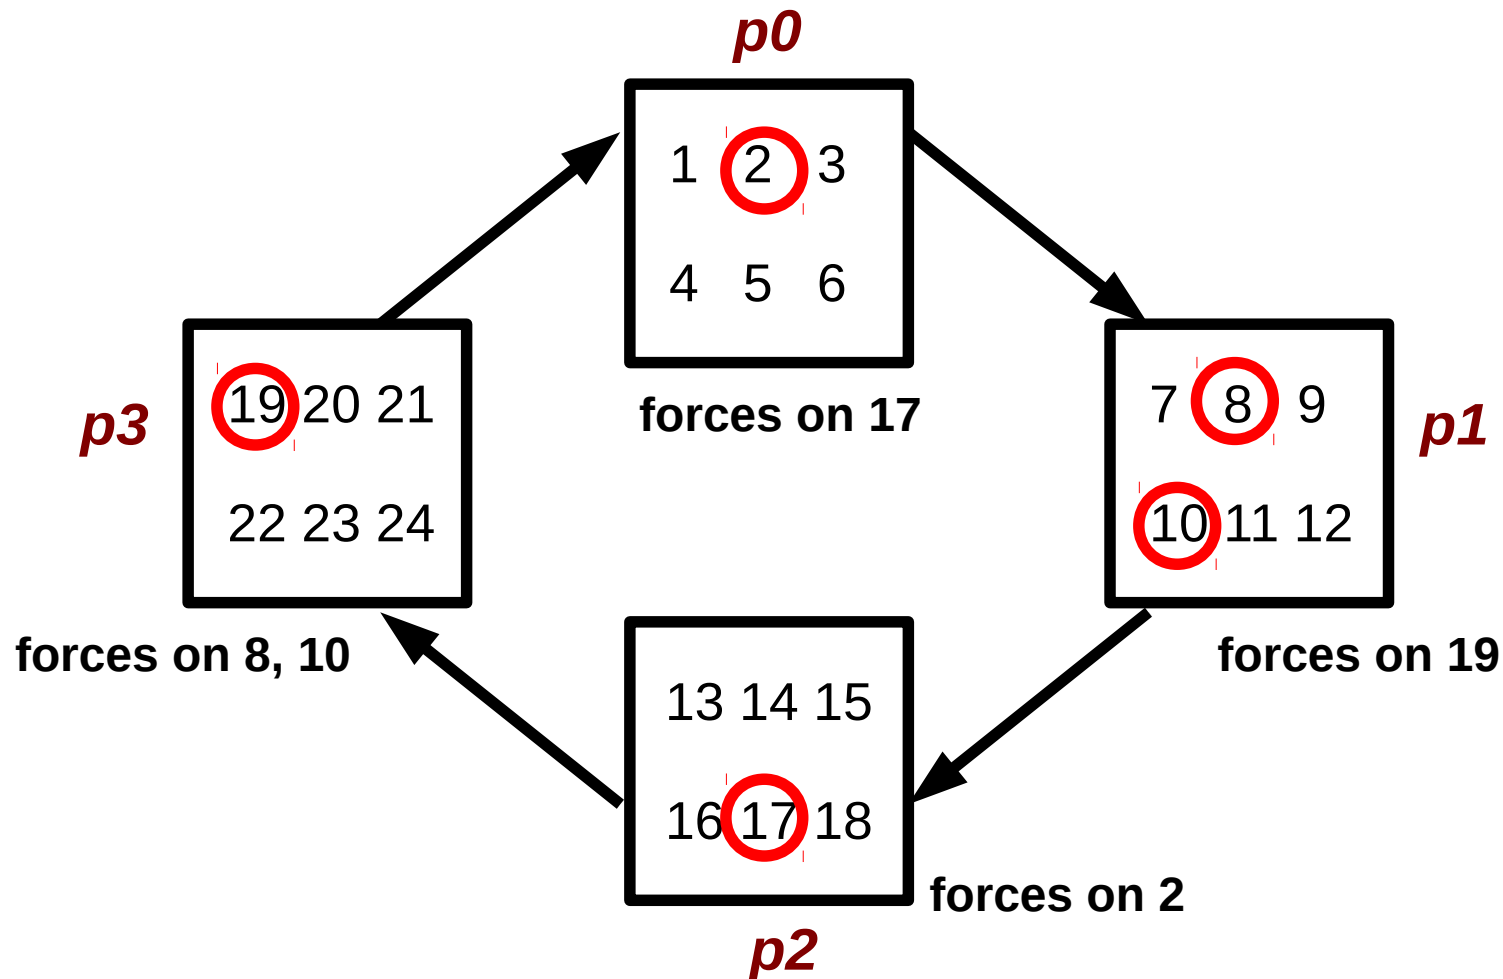 p0
1 2 3
4 5 6
forces on 17
p3
19 20 21
22 23 24
forces on 8, 10
7 8 9
10 11 12
p1
forces on 19
13 14 15
16 17 18
forces on 2
p2